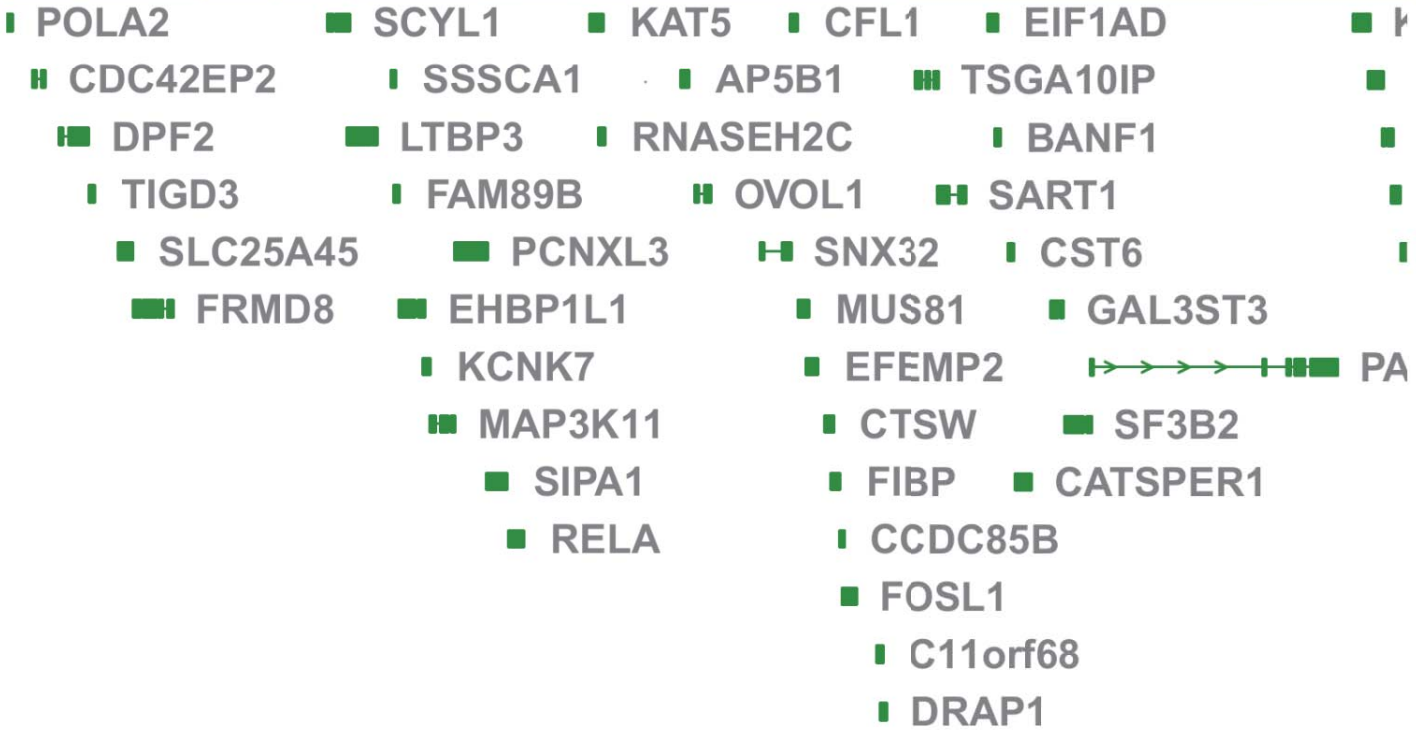 POLA2 SCYL1 KAT5 CFL1 EIF1AD
CDC42EP2 SSSCA1 AP5B1 TSGA10IP
DPF2 LTBP3 RNASEH2C BANF1
TIGD3 FAM89B OVOL1 SART1
SLC25A45 PCNXL3 SNX32 CST6
FRMD8 EHBP1L1 MUS81 GAL3ST3
KCNK7 EFEMP2 PA
MAP3K11 CTSW SF3B2
SIPA1 FIBP CATSPER1
RELA CCDC85B
FOSL1
C11orf68
DRAP1